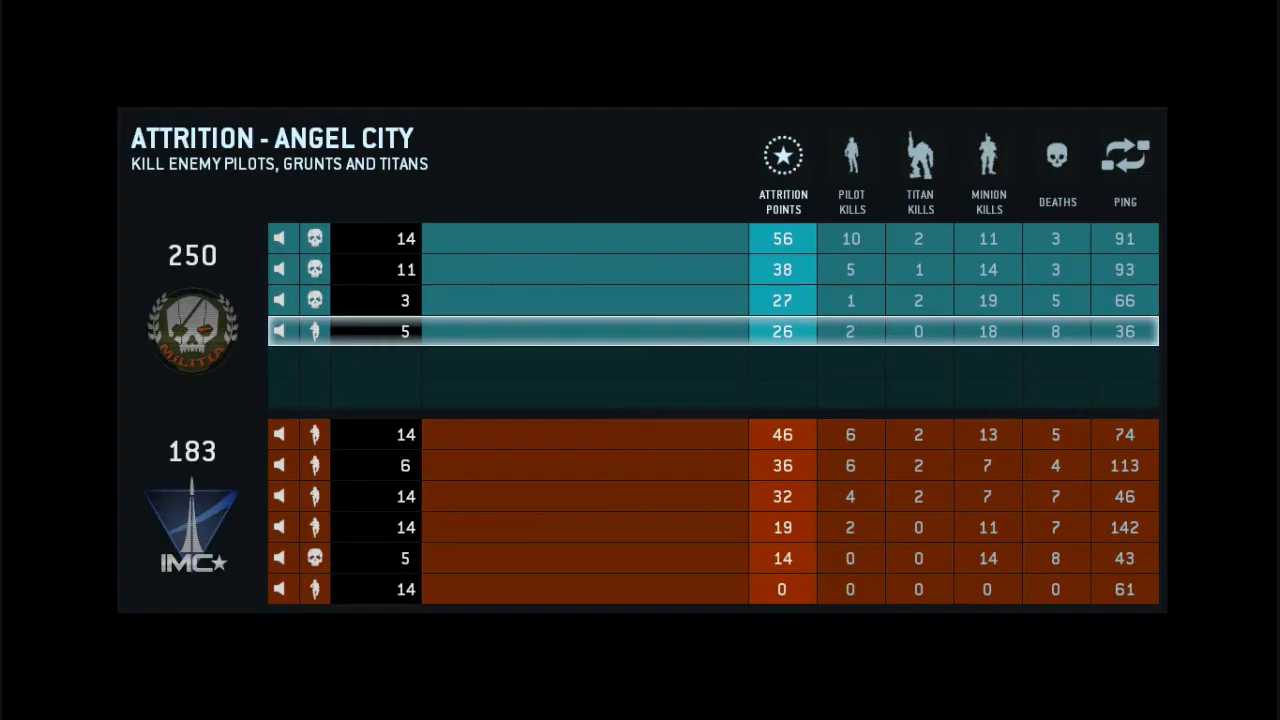 ATTRITION - ANGEL CITY
KILL ENEMY PILOTS, GRUNTS AND TITANS
ATTRITION POINTS PILOT KILLS TITAN KILLS MINION KILLS DEATHS PING
250
MILITIA
14 56 10 2 11 3 91
11 38 5 1 14 3 93
3 27 1 2 19 5 66
5 26 2 0 18 8 36
183
IMC
14 46 6 2 13 5 74
6 36 6 2 7 4 113
14 32 4 2 7 7 46
14 19 2 0 11 7 142
5 14 0 0 14 8 43
14 0 0 0 0 0 61